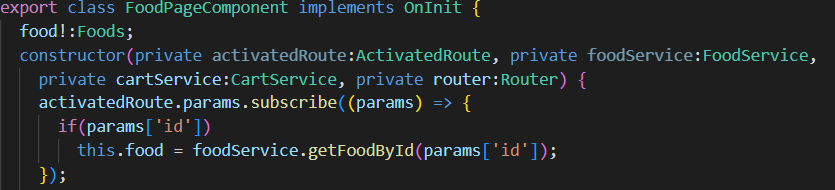 export class FoodPageComponent implements OnInit {
food!:Foods;
constructor(private activatedRoute:ActivatedRoute, private foodService:FoodService,
private cartService:CartService, private router:Router) {
activatedRoute.params.subscribe((params) => {
if(params['id'])
this.food = foodService.getFoodById(params['id']);
});